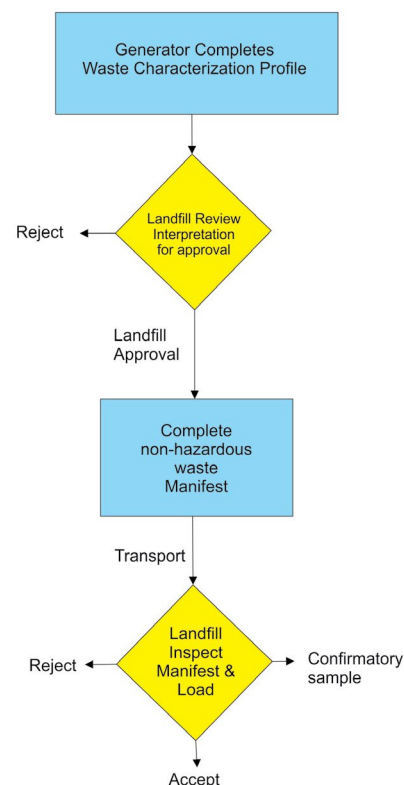 Generator Completes
Waste Characterization Profile
Landfill Review
Interpretation
for approval
Reject
Landfill
Approval
Complete
non-hazardous
waste
Manifest
Transport
Landfill
Inspect
Manifest &
Load
Reject
Confirmatory
sample
Accept